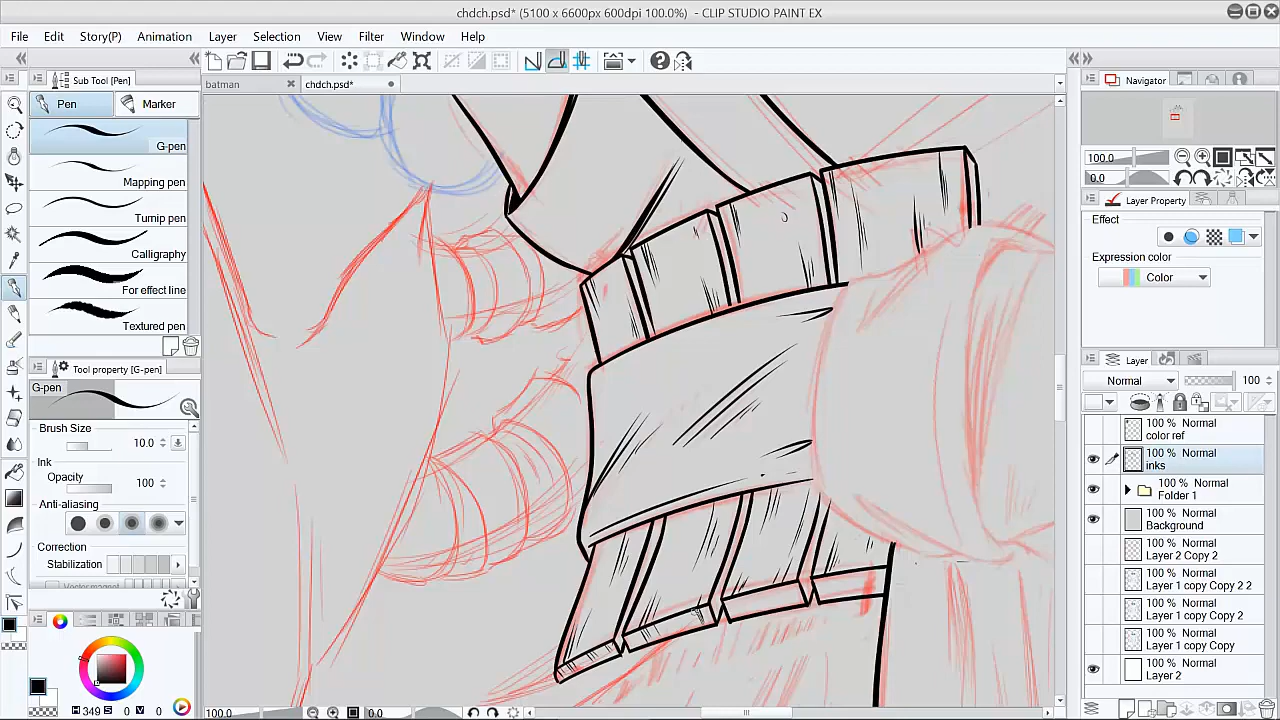 chdch.psd* (5100 x 6600px 600dpi 100.0%)  - CLIP STUDIO PAINT EX
File Edit Story(P) Animation Layer Selection View Filter Window Help
Sub Tool [Pen]
batman
chdch.psd*
Navigator
Pen
Marker
G-pen
Mapping pen
Turnip pen
Calligraphy
For effect line
Textured pen
Tool property [G-pen]
G-pen
Brush Size
10.0
Ink
Opacity
100
Anti-aliasing
Correction
Stabilization
Vector magnet
H 349 S 0 V 0
100.0
0.0
100.0
0.0
Layer Property
Effect
Expression color
Color
Layer
Normal
100
100 % Normal
color ref
100 % Normal
inks
100 % Normal
Folder 1
100 % Normal
Background
100 % Normal
Layer 2 Copy 2
100 % Normal
Layer 1 copy Copy 2 2
100 % Normal
Layer 1 copy Copy 2
100 % Normal
Layer 1 copy Copy
100 % Normal
Layer 2